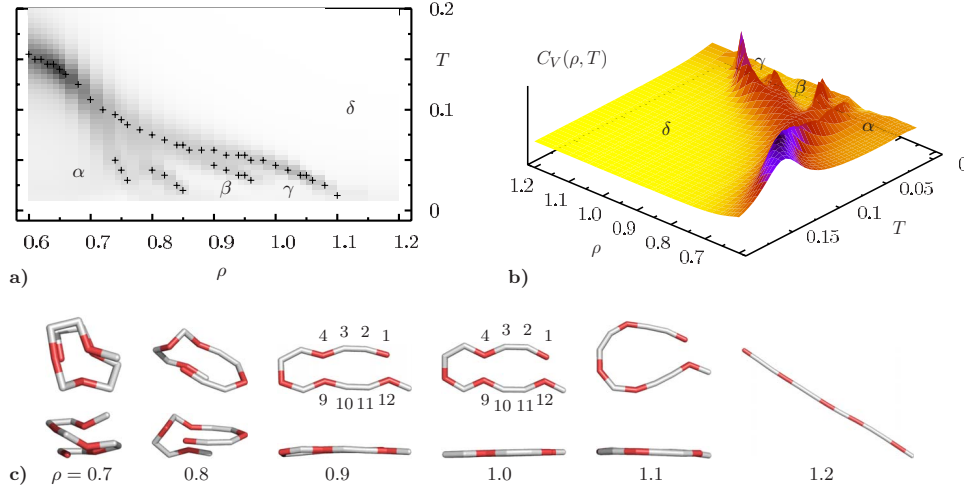 0.2
T
0.1
0
δ
α
β
γ
0.6 0.7 0.8 0.9 1.0 1.1 1.2
ρ
a)
C_V(ρ, T)
γ
β
α
δ
1.2 1.1 1.0 0.9 0.8 0.7
ρ
0.15 0.1 0.05 0
T
b)
4 3 2 1
9 10 11 12
4 3 2 1
9 10 11 12
c) ρ = 0.7 0.8 0.9 1.0 1.1 1.2